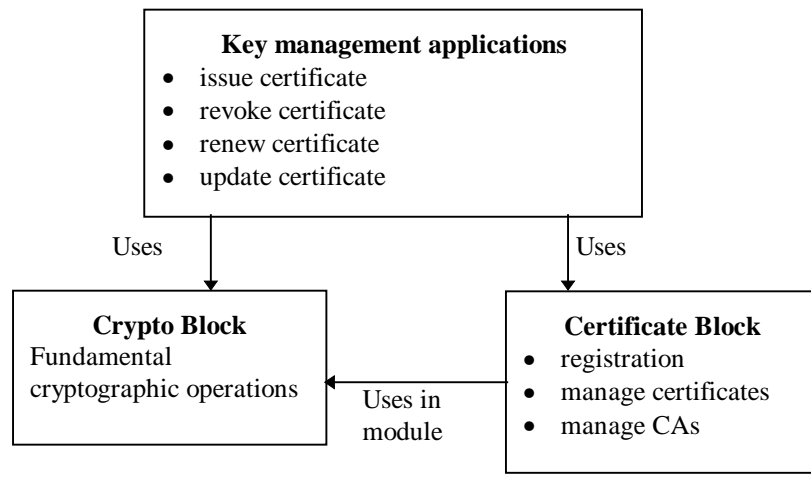 Key management applications
• issue certificate
• revoke certificate
• renew certificate
• update certificate
Uses
Uses
Crypto Block
Fundamental
cryptographic operations
Uses in
module
Certificate Block
• registration
• manage certificates
• manage CAs